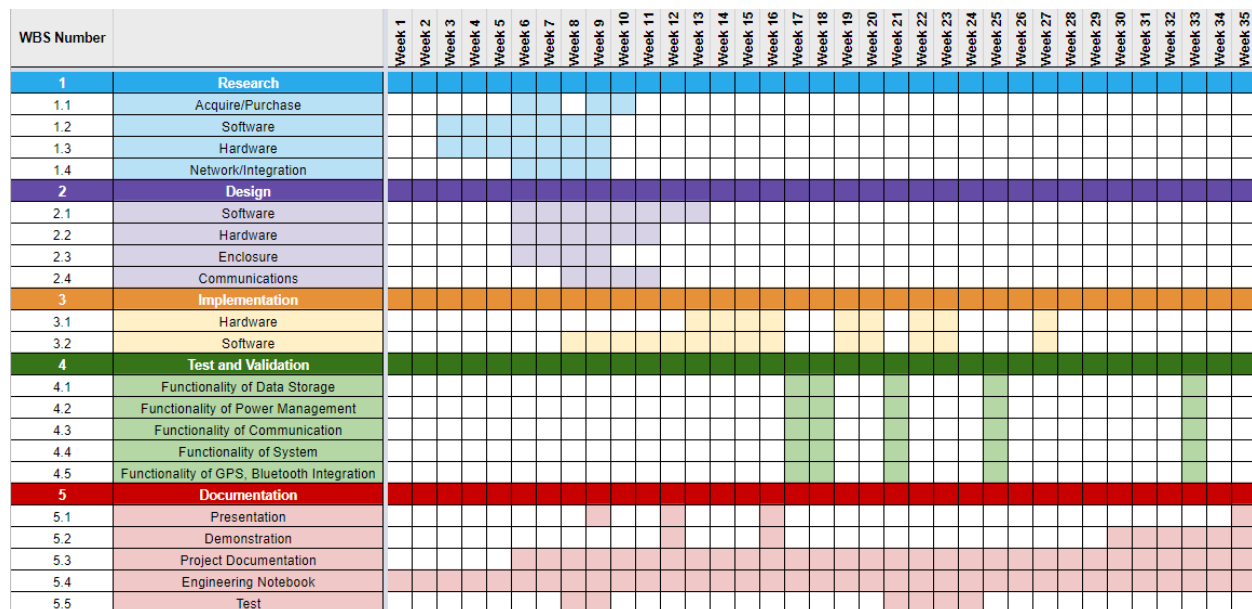 WBS Number Week 1 Week 2 Week 3 Week 4 Week 5 Week 6 Week 7 Week 8 Week 9 Week 10 Week 11 Week 12 Week 13 Week 14 Week 15 Week 16 Week 17 Week 18 Week 19 Week 20 Week 21 Week 22 Week 23 Week 24 Week 25 Week 26 Week 27 Week 28 Week 29 Week 30 Week 31 Week 32 Week 33 Week 34 Week 35
1 Research
1.1 Acquire/Purchase
1.2 Software
1.3 Hardware
1.4 Network/Integration
2 Design
2.1 Software
2.2 Hardware
2.3 Enclosure
2.4 Communications
3 Implementation
3.1 Hardware
3.2 Software
4 Test and Validation
4.1 Functionality of Data Storage
4.2 Functionality of Power Management
4.3 Functionality of Communication
4.4 Functionality of System
4.5 Functionality of GPS, Bluetooth Integration
5 Documentation
5.1 Presentation
5.2 Demonstration
5.3 Project Documentation
5.4 Engineering Notebook
5.5 Test